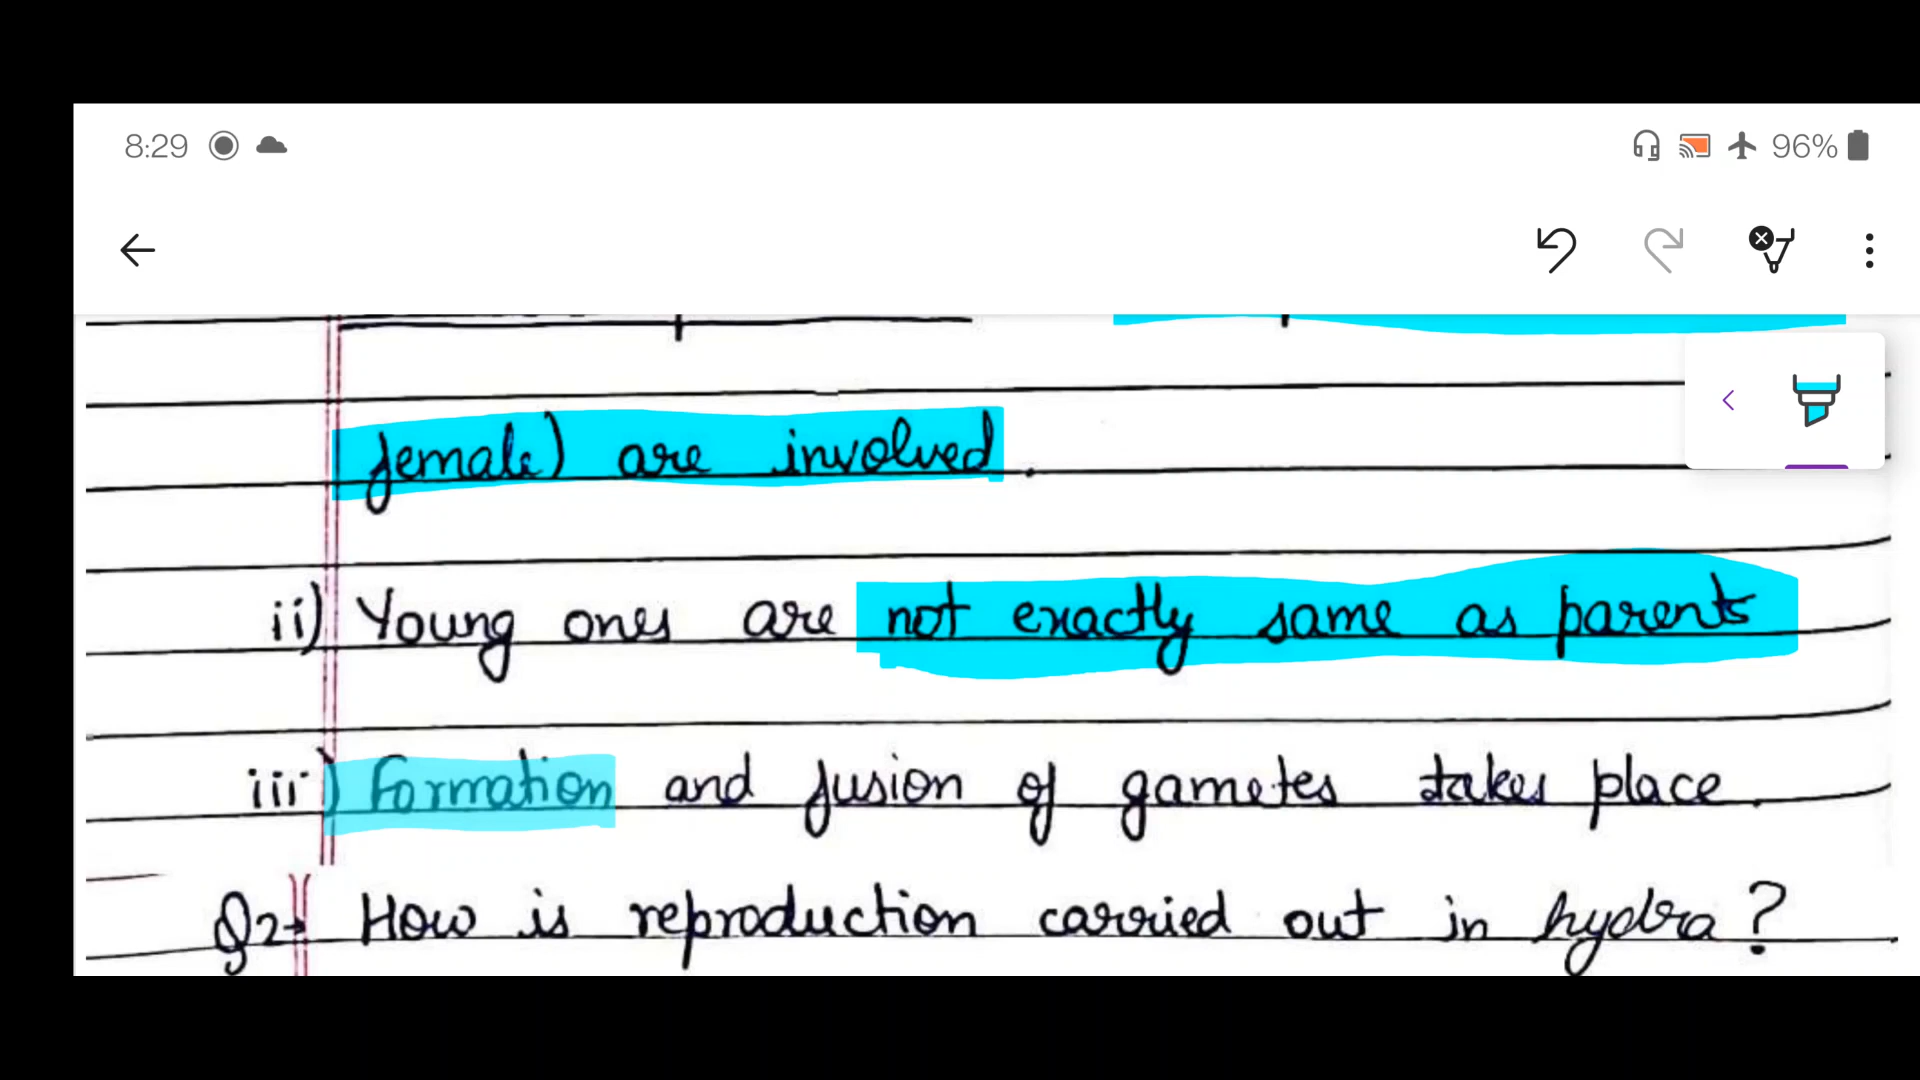 8:29
96%
female) are involved.
ii) Young ones are not exactly same as parents
iii) Formation and fusion of gametes takes place.
Q2→ How is reproduction carried out in hydra?